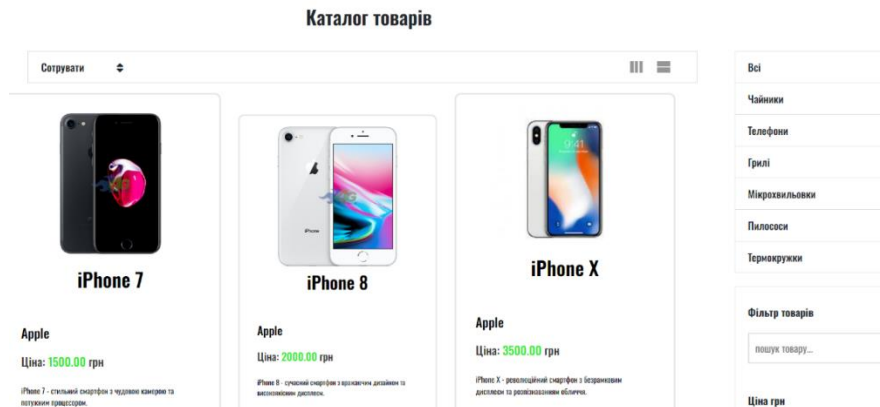 Каталог товарів
Сотрувати
iPhone 7
Apple
Ціна: 1500.00 грн
iPhone 7 - стильний смартфон з чудовою камерою та
потужним процесором.
iPhone 8
Apple
Ціна: 2000.00 грн
iPhone 8 - сучасний смартфон з вражаючим дизайном та
високоякісним дисплеєм.
9:41
iPhone X
Apple
Ціна: 3500.00 грн
iPhone X - революційний смартфон з безрамковим
дисплеєм та розпізнаванням обличчя.
Всі
Чайники
Телефони
Грилі
Мікрохвильовки
Пилососи
Термокружки
Фільтр товарів
пошук товару...
Ціна грн